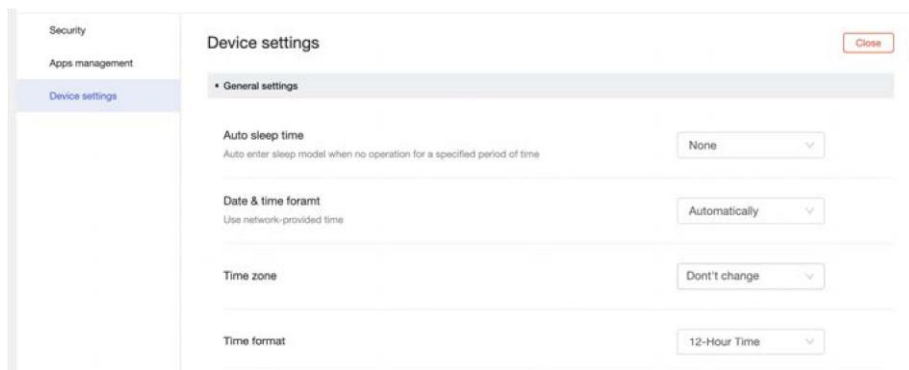 Security
Apps management
Device settings
Device settings
Close
• General settings
Auto sleep time
Auto enter sleep model when no operation for a specified period of time
None
Date & time foramt
Use network-provided time
Automatically
Time zone
Dont't change
Time format
12-Hour Time